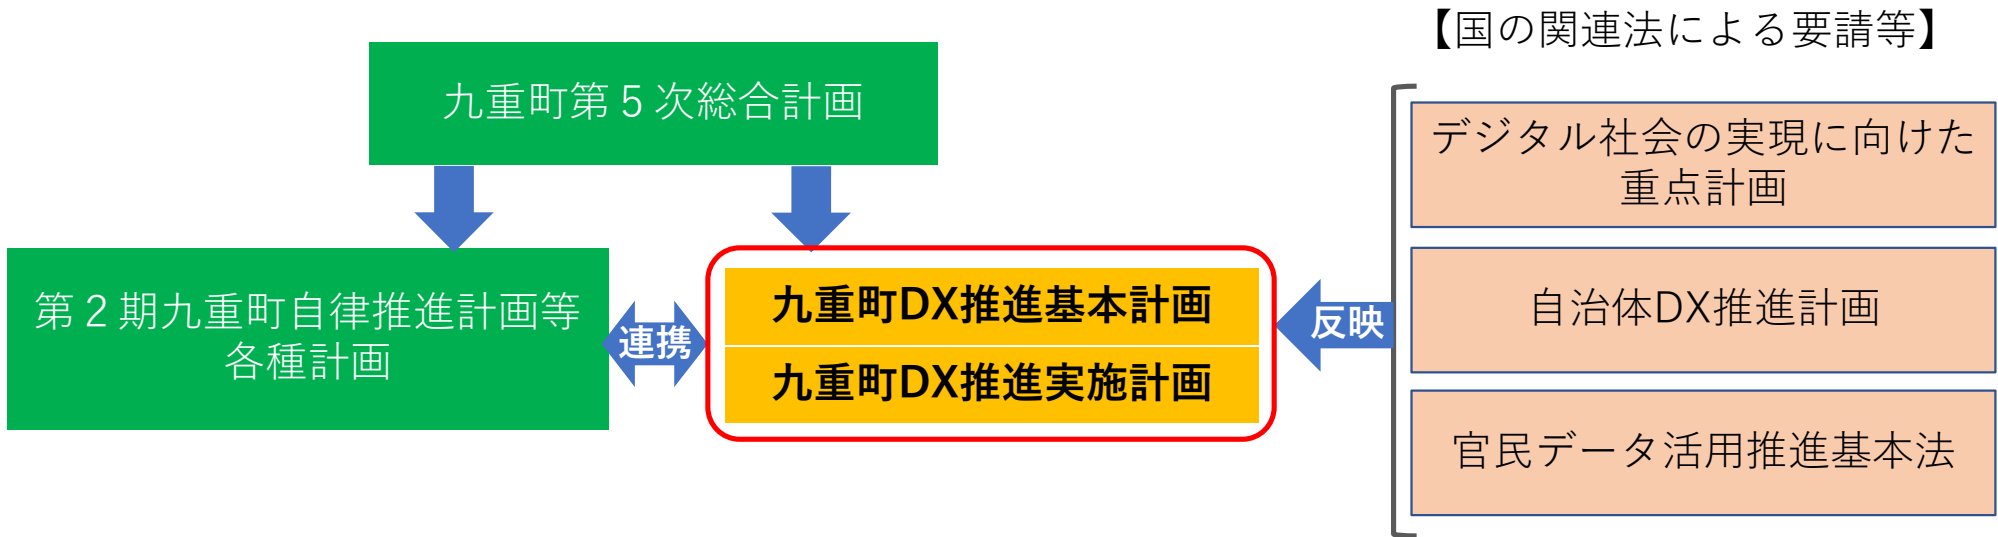 【国の関連法による要請等】
九重町第５次総合計画
デジタル社会の実現に向けた
重点計画
第２期九重町自律推進計画等
各種計画
連携
九重町DX推進基本計画
九重町DX推進実施計画
反映
自治体DX推進計画
官民データ活用推進基本法